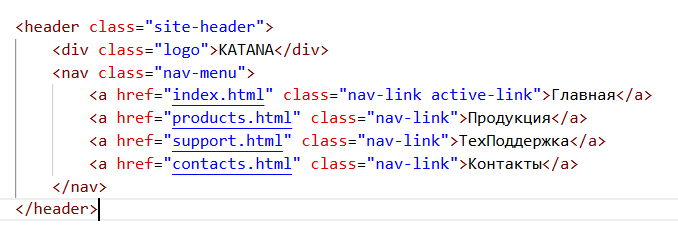 <header class="site-header">
<div class="logo">KATANA</div>
<nav class="nav-menu">
<a href="index.html" class="nav-link active-link">Главная</a>
<a href="products.html" class="nav-link">Продукция</a>
<a href="support.html" class="nav-link">ТехПоддержка</a>
<a href="contacts.html" class="nav-link">Контакты</a>
</nav>
</header>